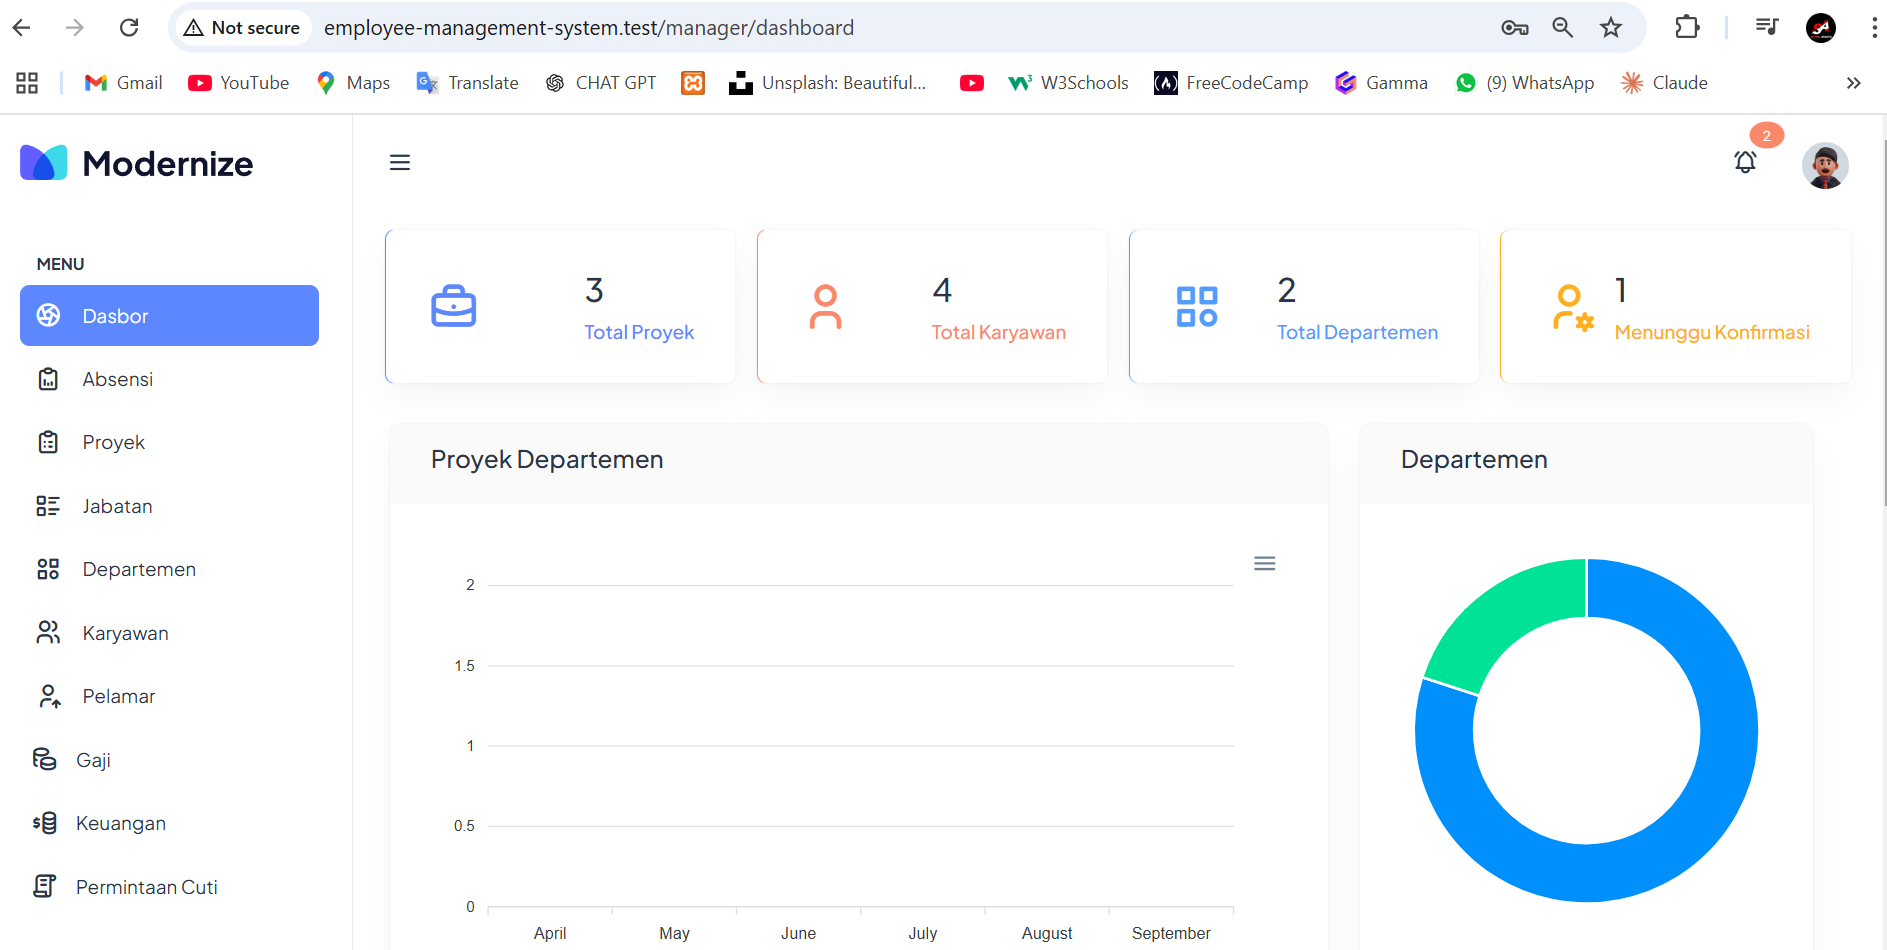 Not secure
employee-management-system.test/manager/dashboard
Gmail
YouTube
Maps
Translate
CHAT GPT
Unsplash: Beautiful...
W3Schools
FreeCodeCamp
Gamma
(9) WhatsApp
Claude
Modernize
2
MENU
Dasbor
Absensi
Proyek
Jabatan
Departemen
Karyawan
Pelamar
Gaji
Keuangan
Permintaan Cuti
3
Total Proyek
4
Total Karyawan
2
Total Departemen
1
Menunggu Konfirmasi
Proyek Departemen
2
1.5
1
0.5
0
April May June July August September
Departemen